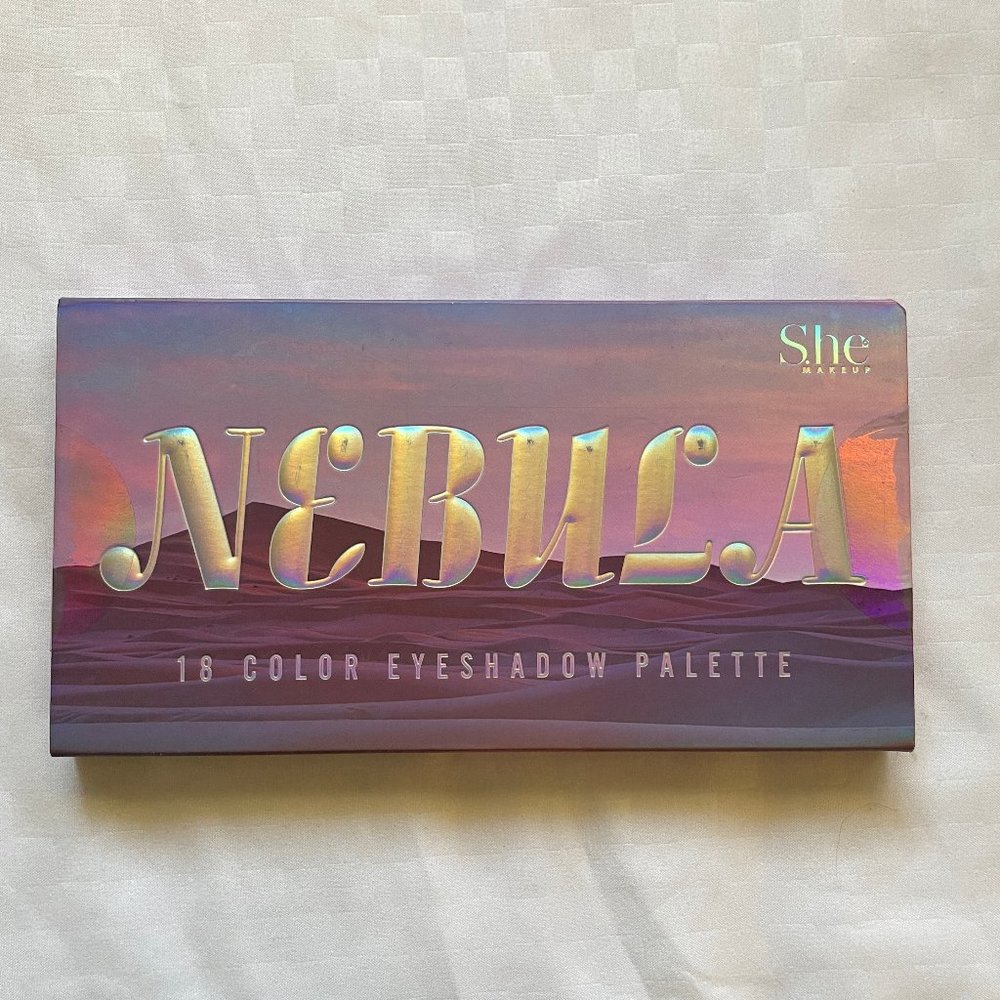 S.he
MAKEUP
NEBULA
18 COLOR EYESHADOW PALETTE